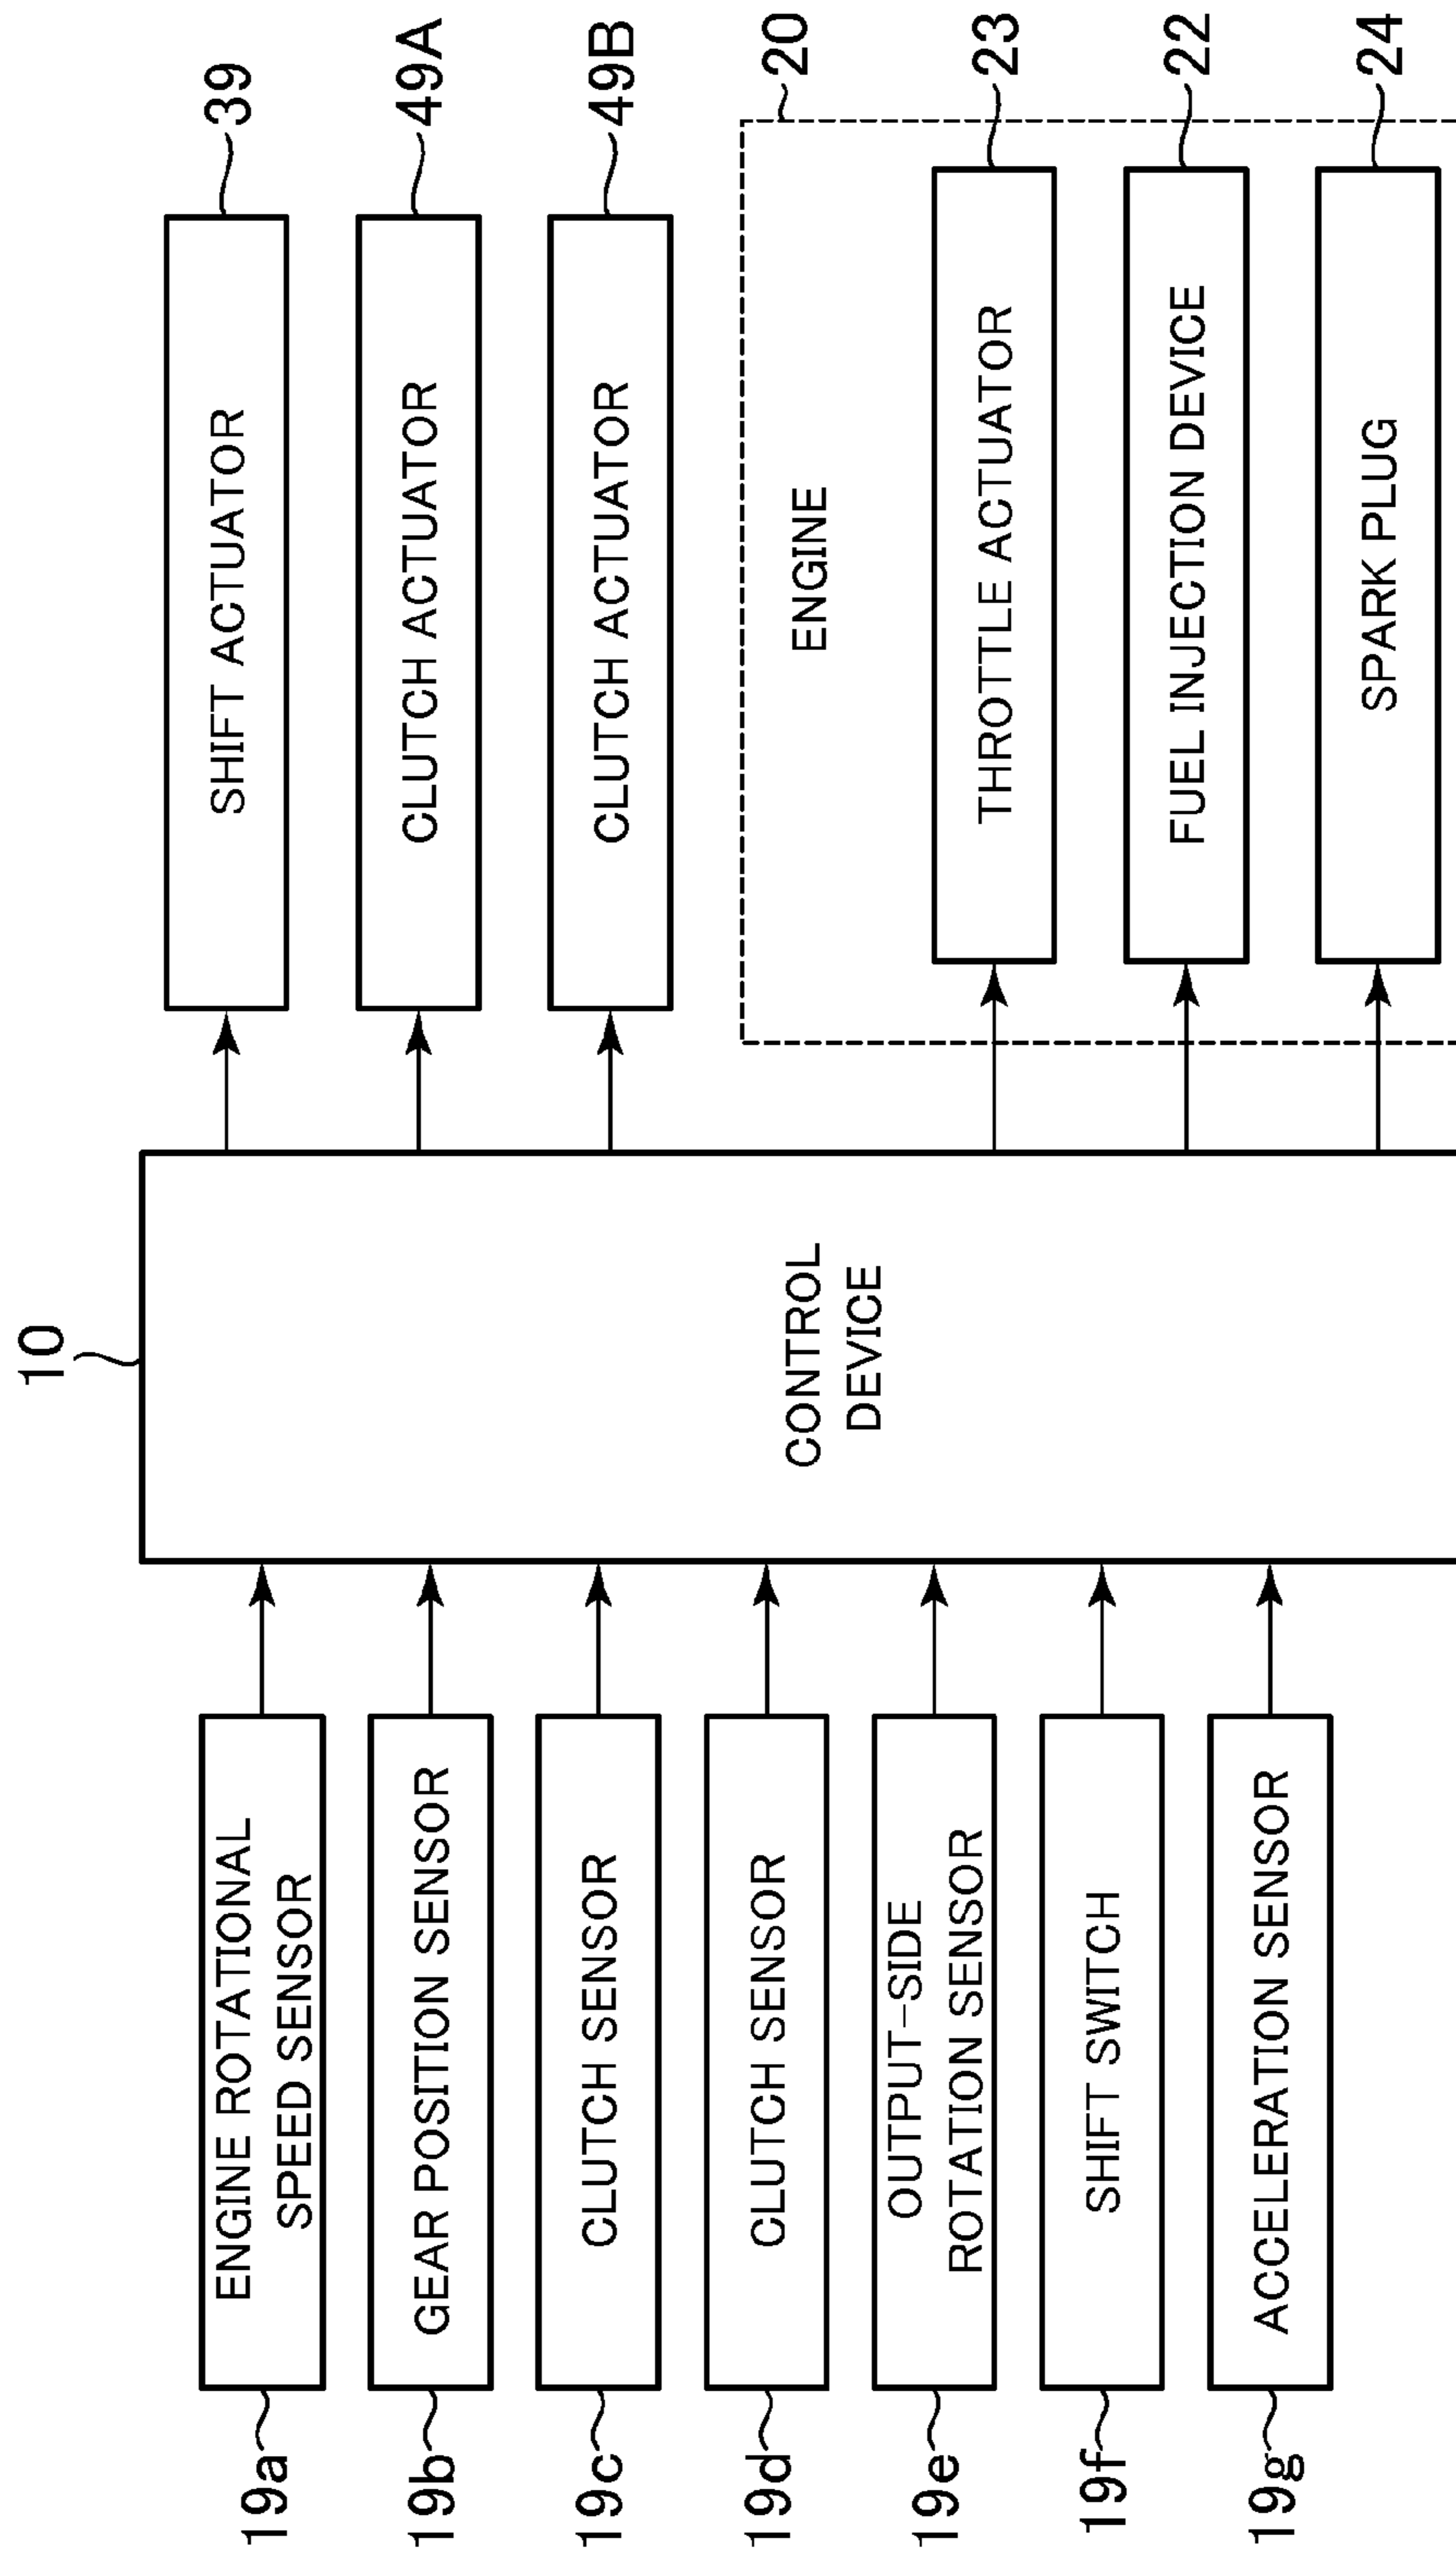 10
19a
ENGINE ROTATIONAL
SPEED SENSOR
19b
GEAR POSITION SENSOR
19c
CLUTCH SENSOR
19d
CLUTCH SENSOR
19e
OUTPUT-SIDE
ROTATION SENSOR
19f
SHIFT SWITCH
19g
ACCELERATION SENSOR
CONTROL
DEVICE
SHIFT ACTUATOR
39
CLUTCH ACTUATOR
49A
CLUTCH ACTUATOR
49B
20
ENGINE
THROTTLE ACTUATOR
23
FUEL INJECTION DEVICE
22
SPARK PLUG
24